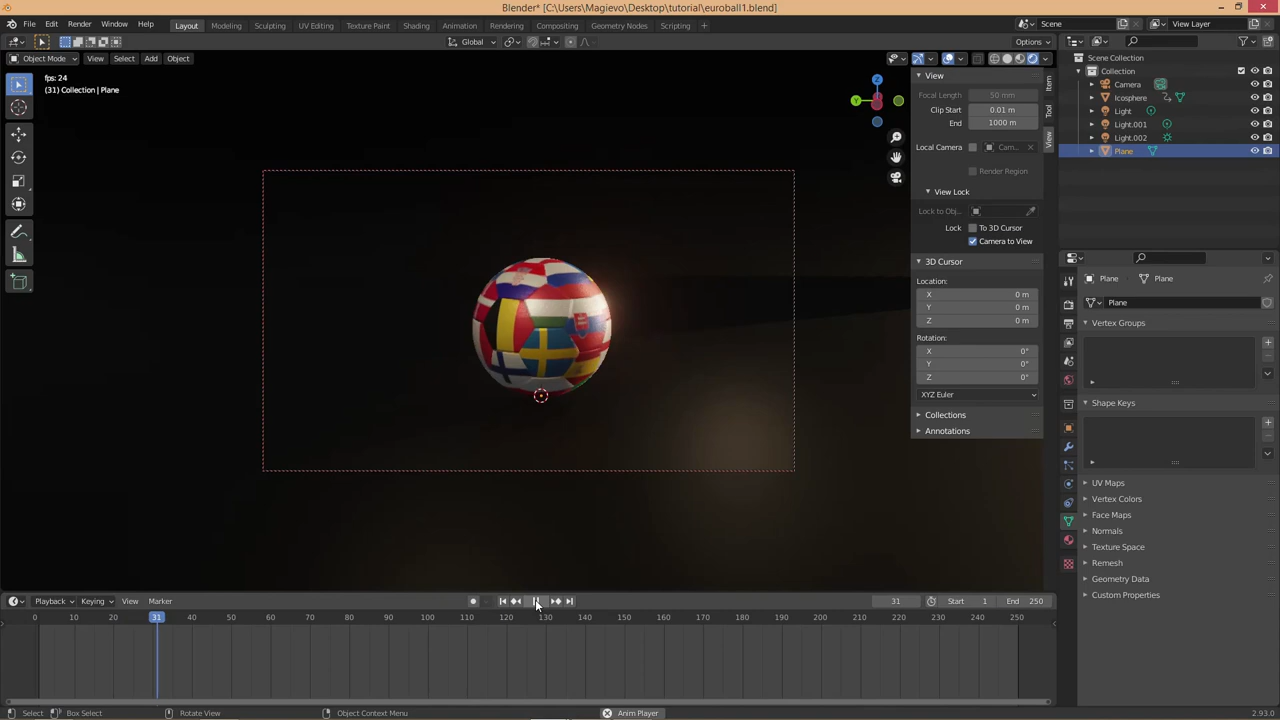 Blender* [C:\Users\Magievo\Desktop\tutorial\euroball1.blend]
File Edit Render Window Help
Layout Modeling Sculpting UV Editing Texture Paint Shading Animation Rendering Compositing Geometry Nodes Scripting +
Scene View Layer
Global Options
Object Mode View Select Add Object
fps: 24
(31) Collection | Plane
Z
Y
View
Focal Length 50 mm
Clip Start 0.01 m
End 1000 m
Local Camera Cam...
Render Region
View Lock
Lock to Obj...
Lock To 3D Cursor
Camera to View
3D Cursor
Location:
X 0 m
Y 0 m
Z 0 m
Rotation:
X 0°
Y 0°
Z 0°
XYZ Euler
Collections
Annotations
Item
Tool
View
Scene Collection
Collection
Camera
Icosphere
Light
Light.001
Light.002
Plane
Plane Plane
Plane
Vertex Groups
Shape Keys
UV Maps
Vertex Colors
Face Maps
Normals
Texture Space
Remesh
Geometry Data
Custom Properties
Playback Keying View Marker
31 Start 1 End 250
0 10 20 31 40 50 60 70 80 90 100 110 120 130 140 150 160 170 180 190 200 210 220 230 240 250
Select Box Select Rotate View Object Context Menu Anim Player 2.93.0